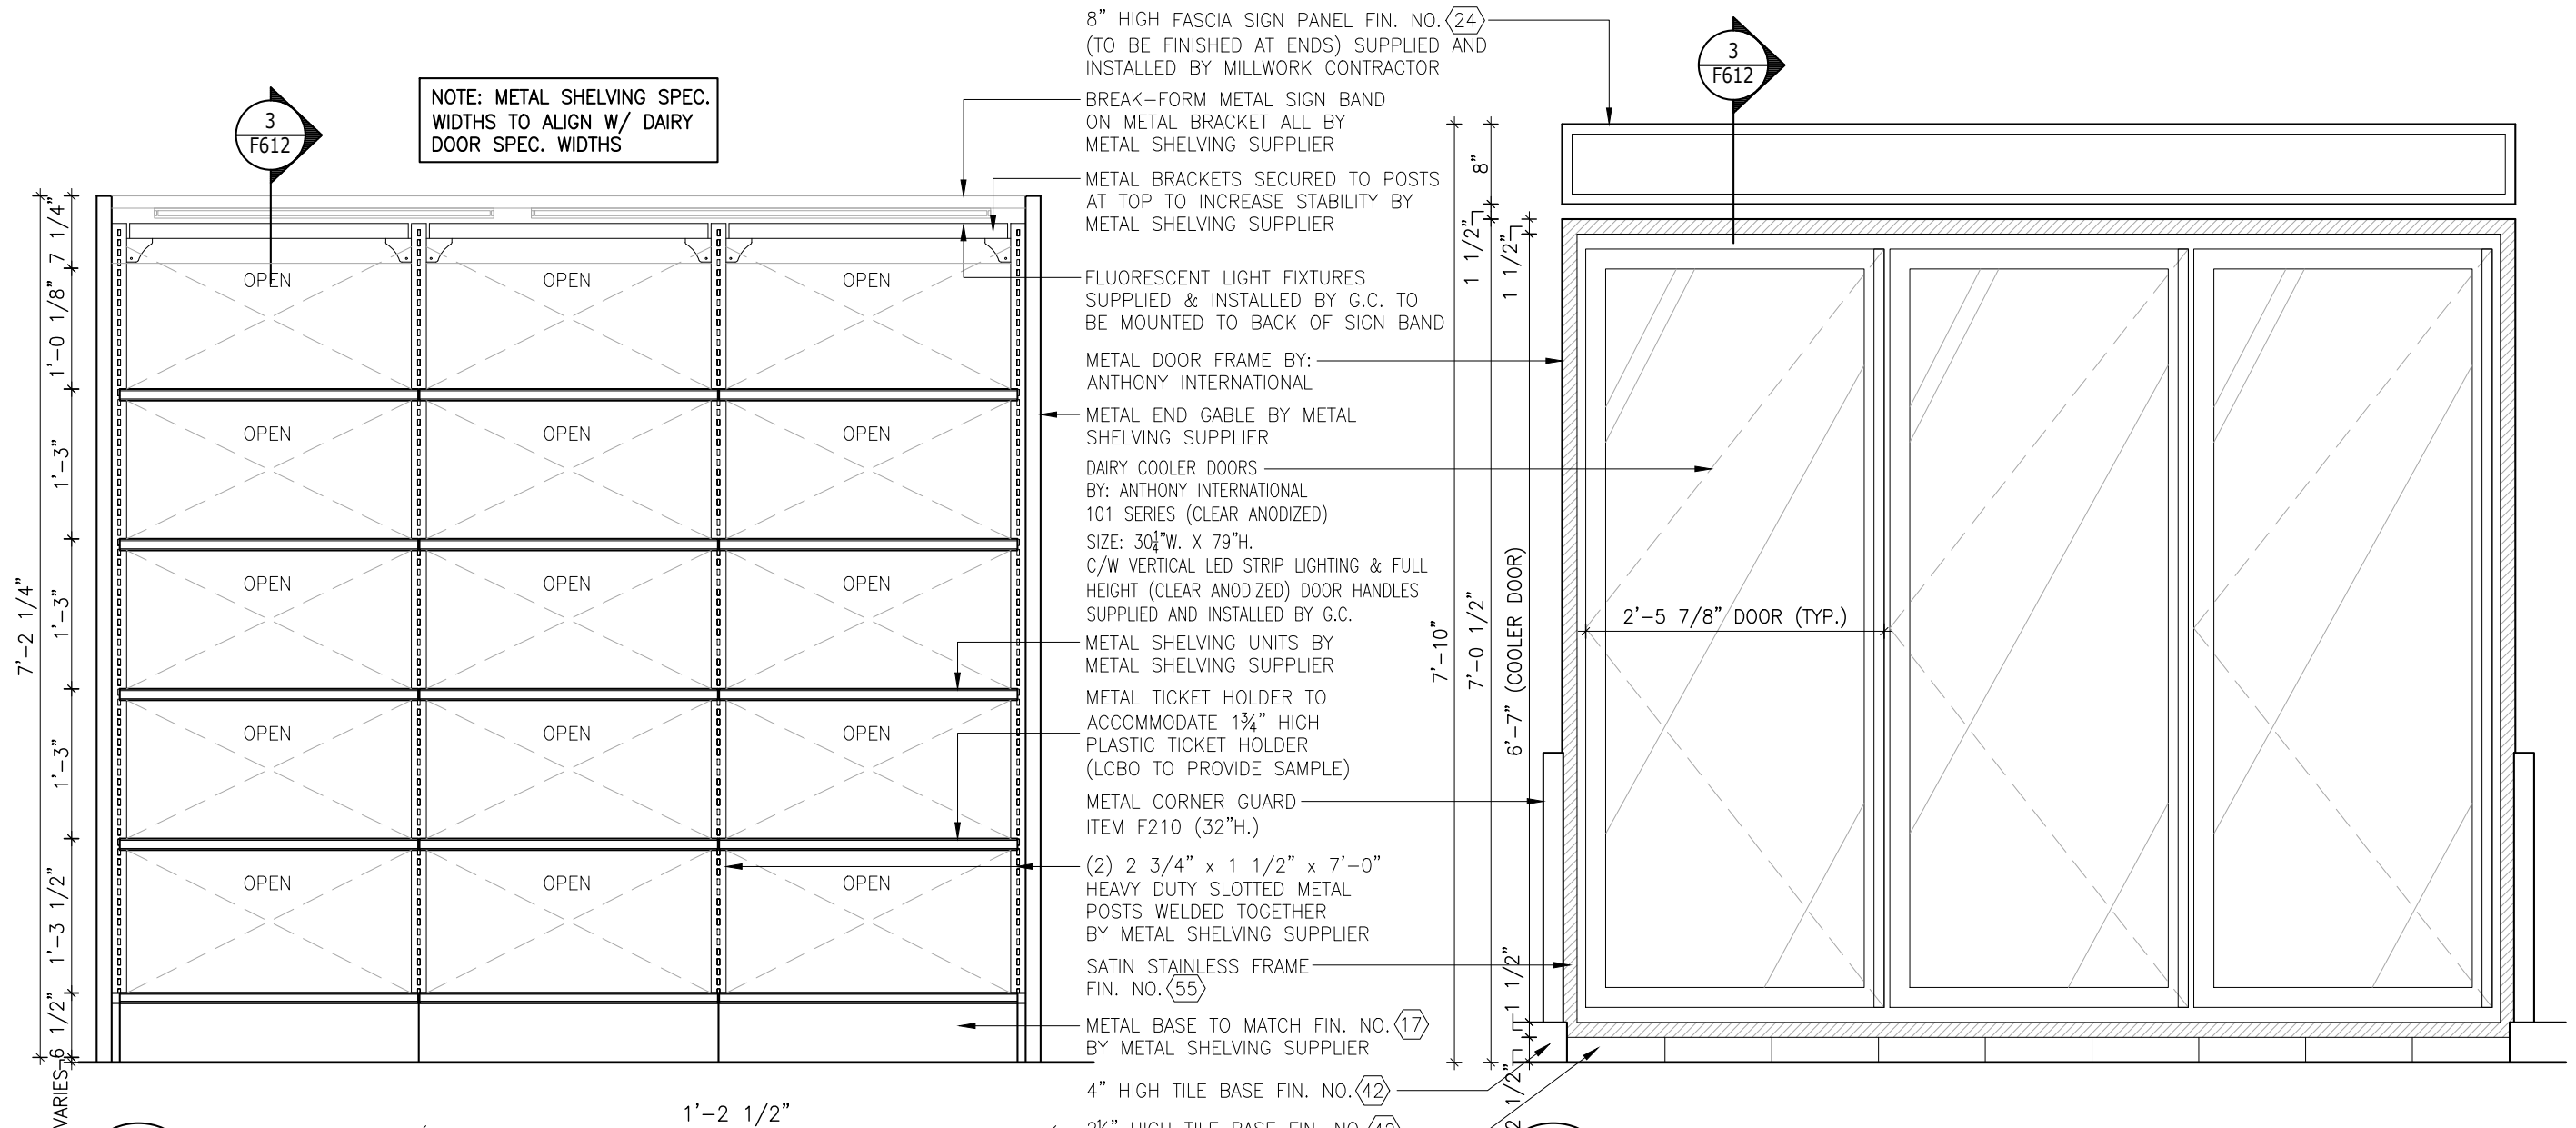 3
F612
NOTE: METAL SHELVING SPEC.
WIDTHS TO ALIGN W/ DAIRY
DOOR SPEC. WIDTHS
7'-2 1/4"
7 1/4"
1'-0 1/8"
1'-3"
1'-3"
1'-3"
1'-3 1/2"
6 1/2"
VARIES
OPEN OPEN OPEN
OPEN OPEN OPEN
OPEN OPEN OPEN
OPEN OPEN OPEN
OPEN OPEN OPEN
1'-2 1/2"
8" HIGH FASCIA SIGN PANEL FIN. NO. 24
(TO BE FINISHED AT ENDS) SUPPLIED AND
INSTALLED BY MILLWORK CONTRACTOR
BREAK-FORM METAL SIGN BAND
ON METAL BRACKET ALL BY
METAL SHELVING SUPPLIER
METAL BRACKETS SECURED TO POSTS
AT TOP TO INCREASE STABILITY BY
METAL SHELVING SUPPLIER
FLUORESCENT LIGHT FIXTURES
SUPPLIED & INSTALLED BY G.C. TO
BE MOUNTED TO BACK OF SIGN BAND
METAL DOOR FRAME BY:
ANTHONY INTERNATIONAL
METAL END GABLE BY METAL
SHELVING SUPPLIER
DAIRY COOLER DOORS
BY: ANTHONY INTERNATIONAL
101 SERIES (CLEAR ANODIZED)
SIZE: 30¼"W. X 79"H.
C/W VERTICAL LED STRIP LIGHTING & FULL
HEIGHT (CLEAR ANODIZED) DOOR HANDLES
SUPPLIED AND INSTALLED BY G.C.
METAL SHELVING UNITS BY
METAL SHELVING SUPPLIER
METAL TICKET HOLDER TO
ACCOMMODATE 1¾" HIGH
PLASTIC TICKET HOLDER
(LCBO TO PROVIDE SAMPLE)
METAL CORNER GUARD
ITEM F210 (32"H.)
(2) 2 3/4" x 1 1/2" x 7'-0"
HEAVY DUTY SLOTTED METAL
POSTS WELDED TOGETHER
BY METAL SHELVING SUPPLIER
SATIN STAINLESS FRAME
FIN. NO. 55
METAL BASE TO MATCH FIN. NO. 17
BY METAL SHELVING SUPPLIER
4" HIGH TILE BASE FIN. NO. 42
HIGH TILE BASE FIN. NO. 42
3
F612
7'-10"
8"
1 1/2"
7'-0 1/2"
1 1/2"
6'-7" (COOLER DOOR)
1 1/2"
2 1/2"
2'-5 7/8" DOOR (TYP.)